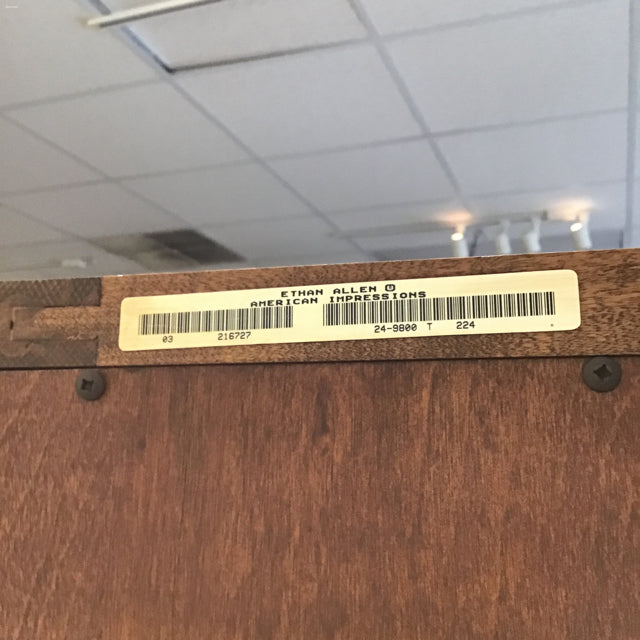 ETHAN ALLEN
AMERICAN IMPRESSIONS
03 216727 24-9800 T 224